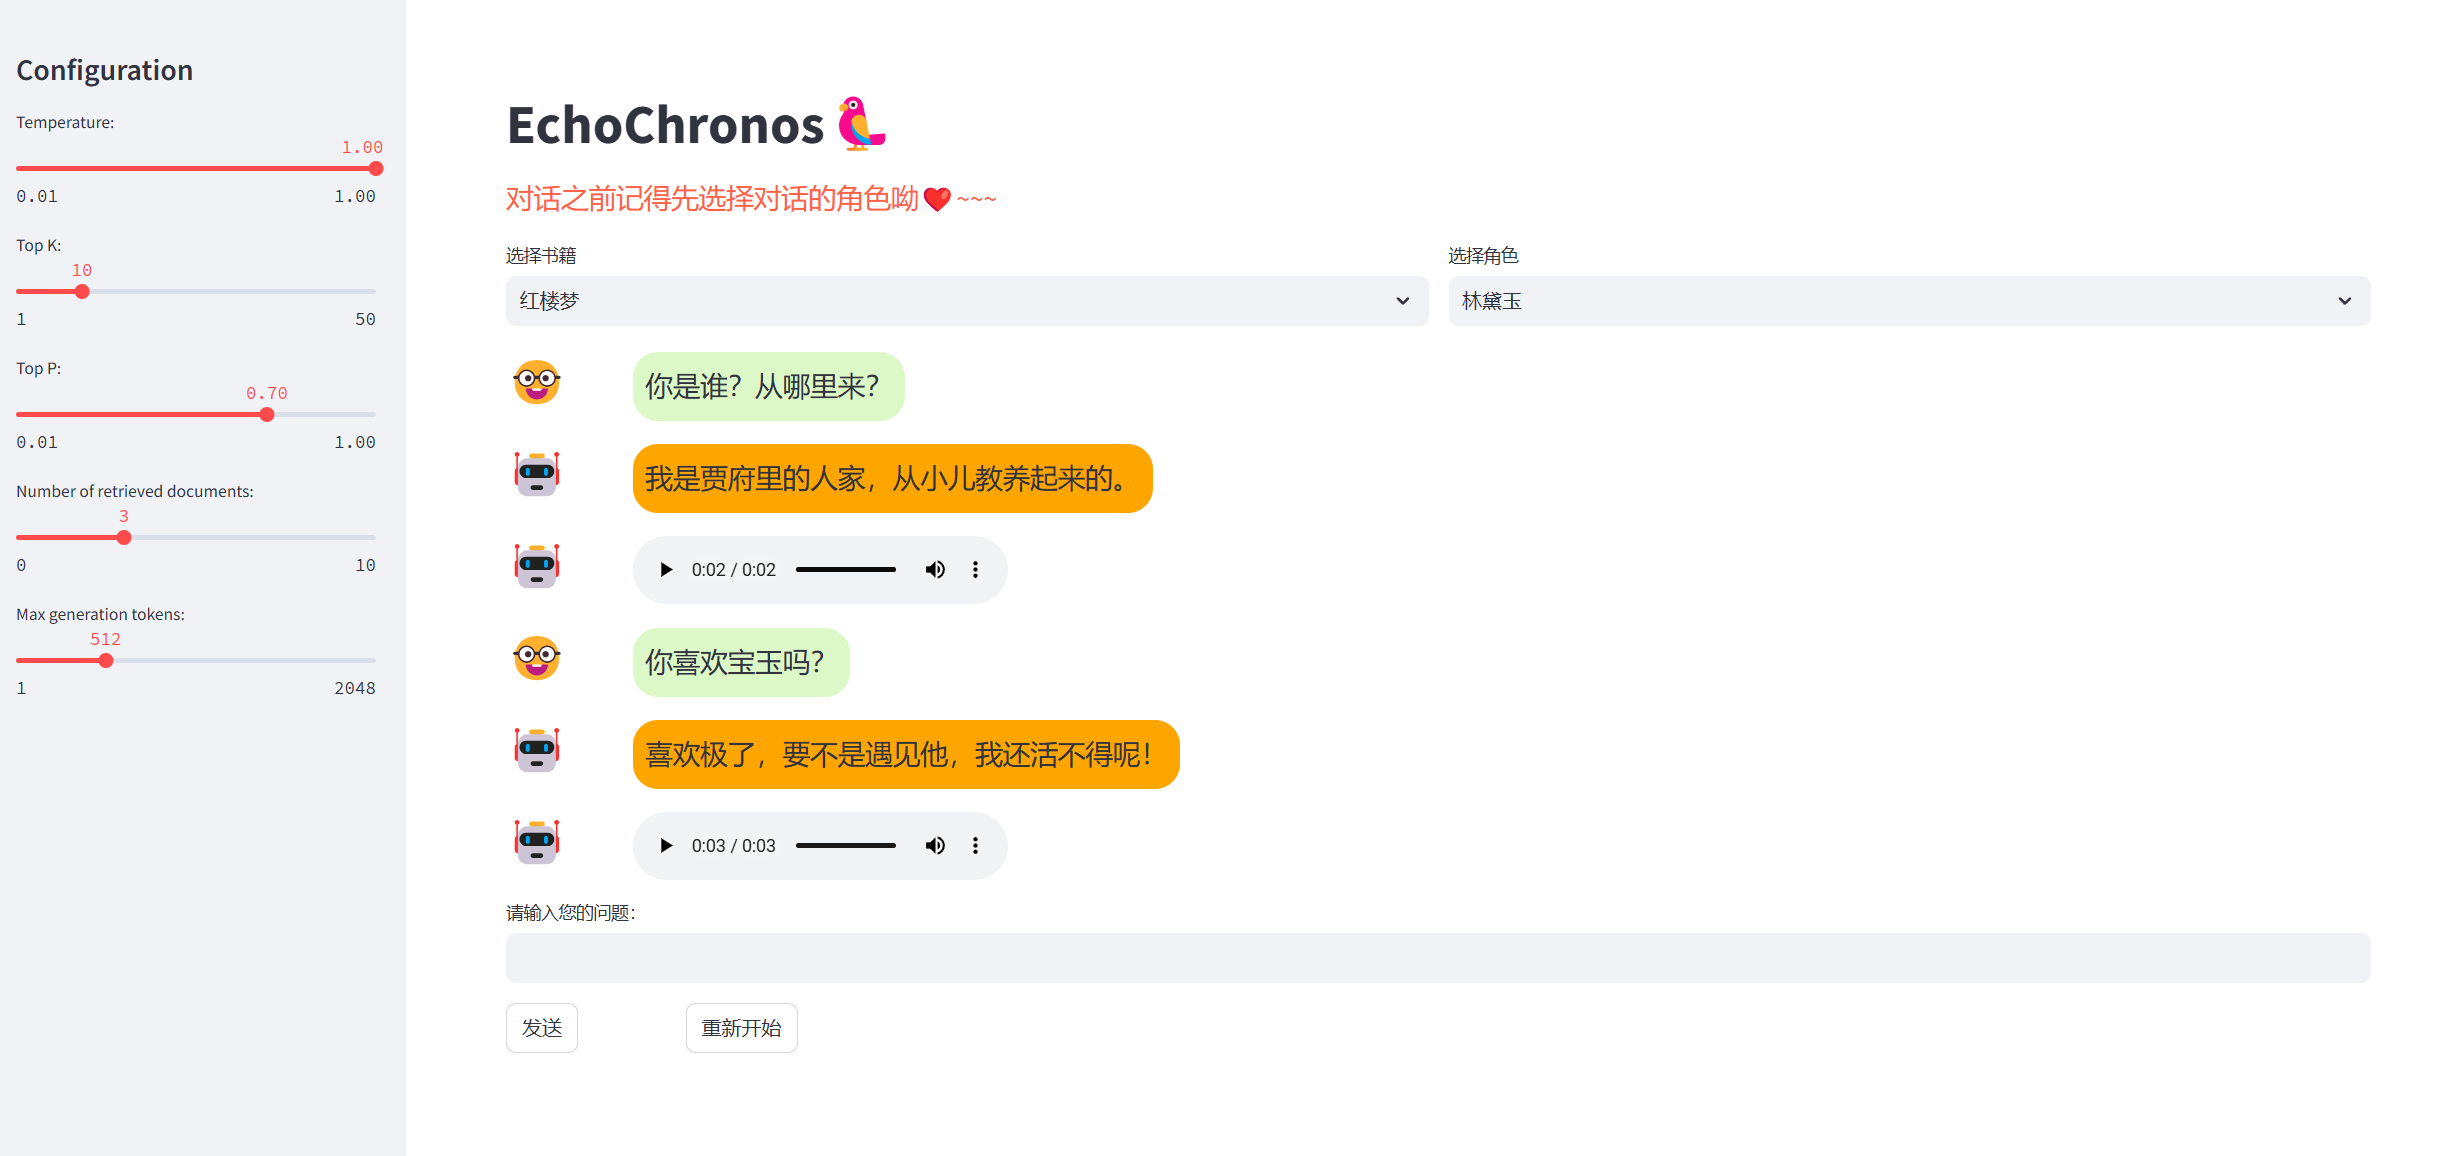 Configuration
Temperature:
1.00
0.01 1.00
Top K:
10
1 50
Top P:
0.70
0.01 1.00
Number of retrieved documents:
3
0 10
Max generation tokens:
512
1 2048
EchoChronos
对话之前记得先选择对话的角色呦❤️~~~
选择书籍 选择角色
红楼梦 林黛玉
你是谁？从哪里来？
我是贾府里的人家，从小儿教养起来的。
0:02 / 0:02
你喜欢宝玉吗？
喜欢极了，要不是遇见他，我还活不得呢！
0:03 / 0:03
请输入您的问题：
发送 重新开始